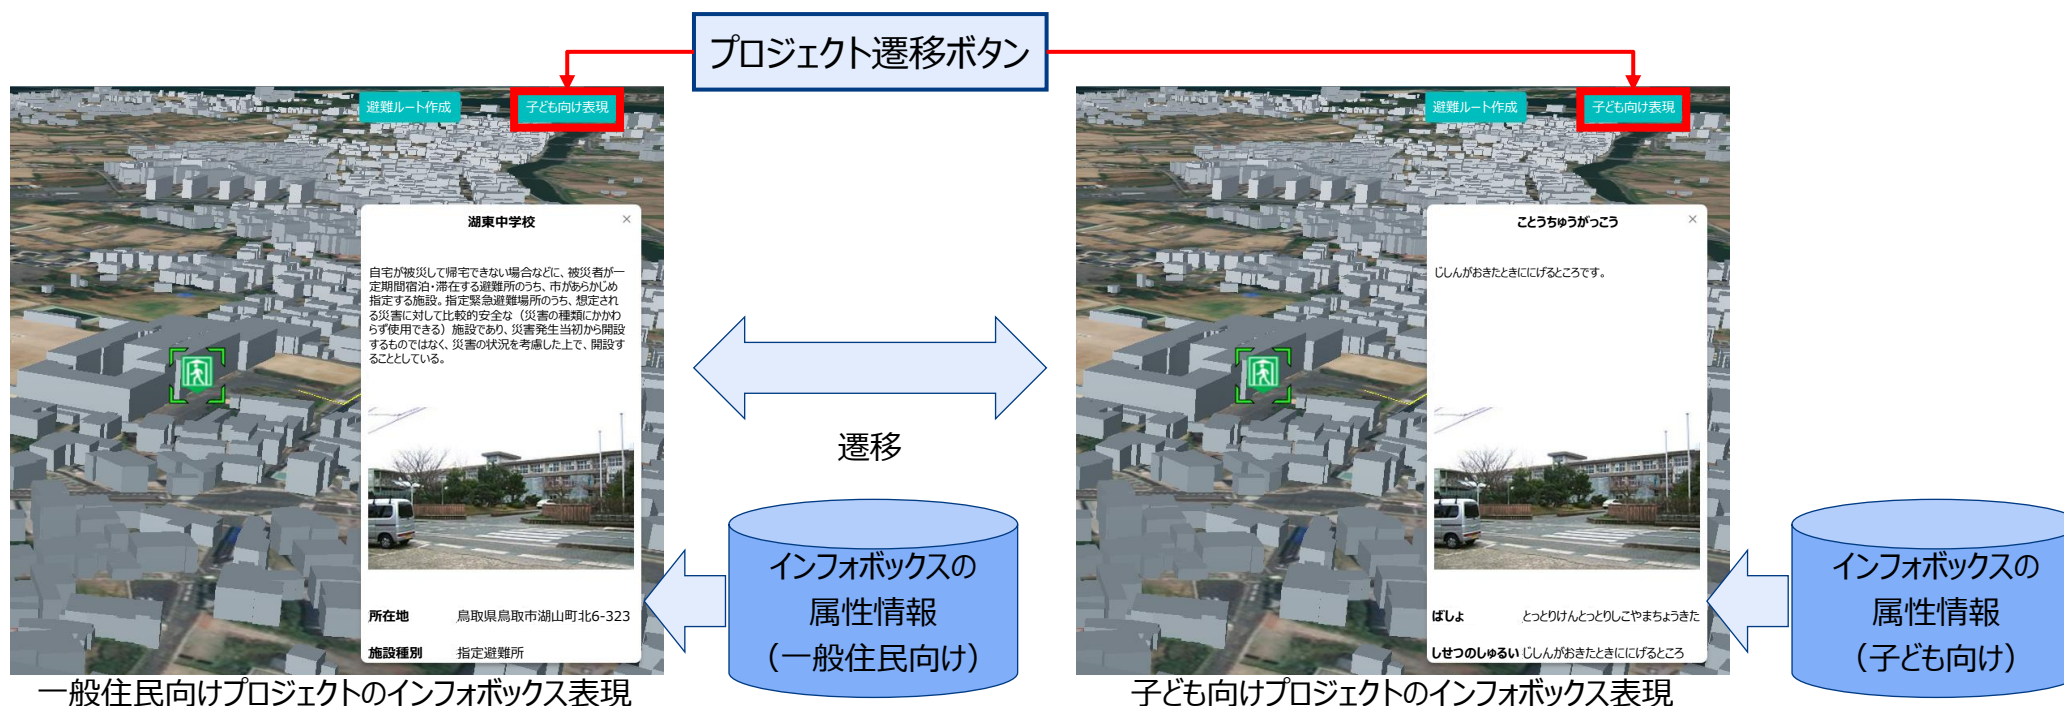 プロジェクト遷移ボタン
避難ルート作成
子ども向け表現
湖東中学校
×
自宅が被災して帰宅できない場合などに、被災者が一
定期間宿泊・滞在する避難所のうち、市があらかじめ
指定する施設。指定緊急避難場所のうち、想定され
る災害に対して比較的安全な（災害の種類にかかわ
らず使用できる）施設であり、災害発生当初から開設
するものではなく、災害の状況を考慮した上で、開設す
ることとしている。
所在地 鳥取県鳥取市湖山町北6-323
施設種別 指定避難所
一般住民向けプロジェクトのインフォボックス表現
遷移
インフォボックスの
属性情報
（一般住民向け）
避難ルート作成
子ども向け表現
ことうちゅうがっこう
×
じしんがおきたときににげるところです。
ばしょ とっとりけんとっとりしこやまちょうきた
しせつのしゅるい じしんがおきたときににげるところ
子ども向けプロジェクトのインフォボックス表現
インフォボックスの
属性情報
（子ども向け）